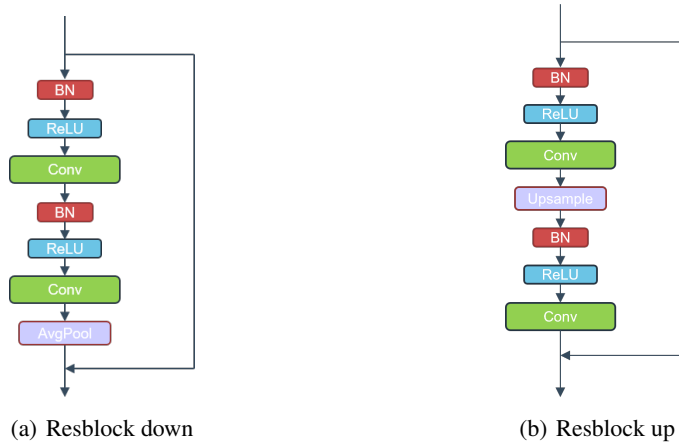 BN
ReLU
Conv
BN
ReLU
Conv
AvgPool
(a) Resblock down
BN
ReLU
Conv
Upsample
BN
ReLU
Conv
(b) Resblock up